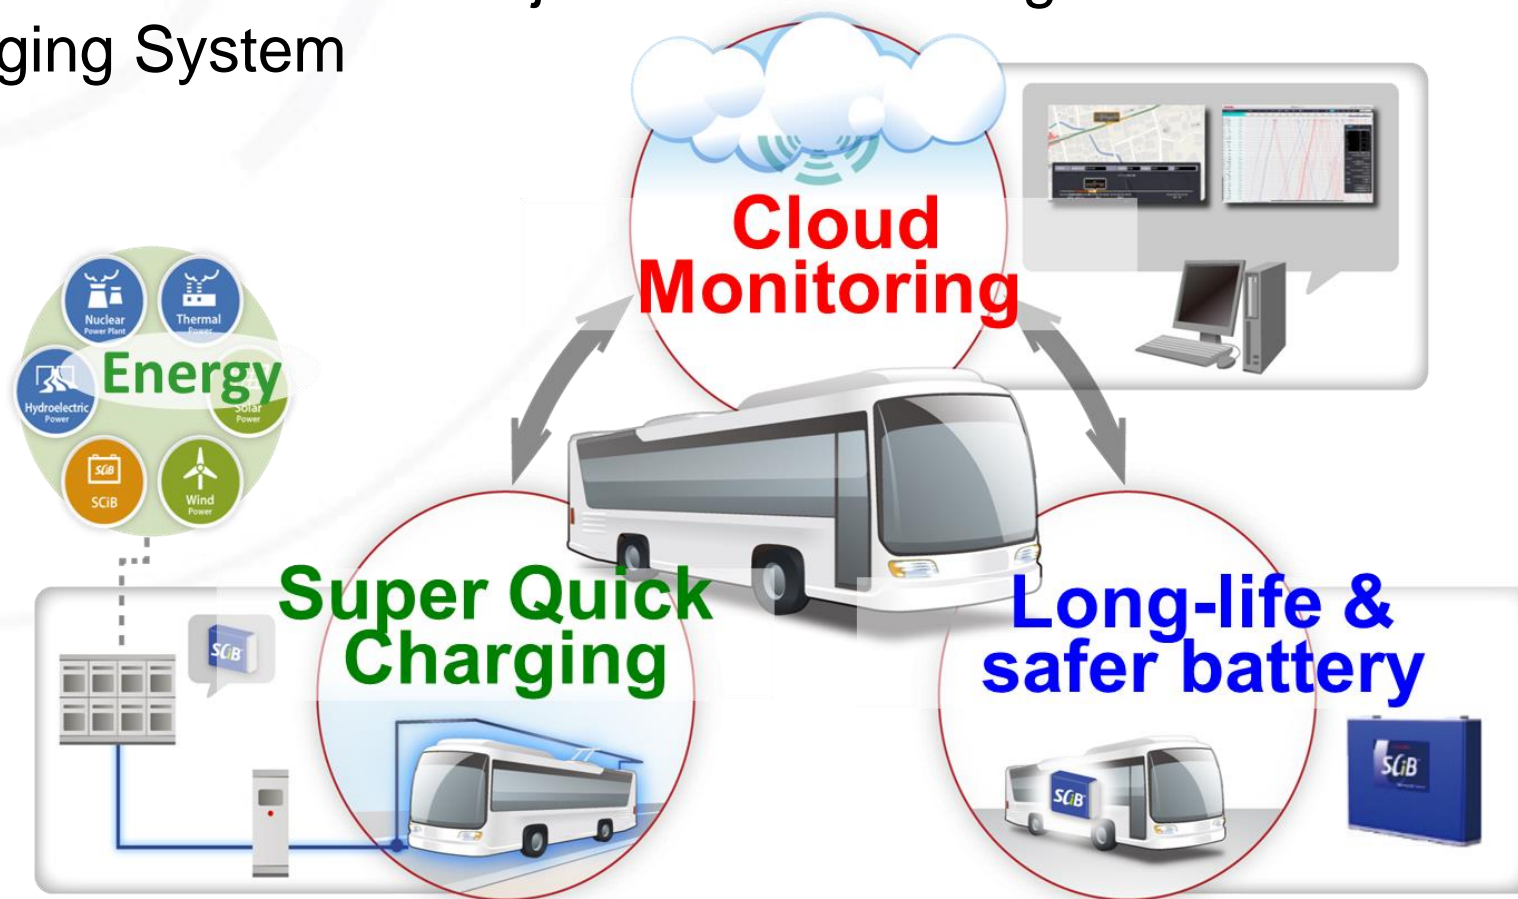 ging System
Cloud
Monitoring
Nuclear
Power Plant
Thermal
Power
Energy
Hydroelectric
Power
Solar
Power
SCiB
SCiB
Wind
Power
Super Quick
Charging
SCiB
Long-life &
safer battery
SCiB
SCiB